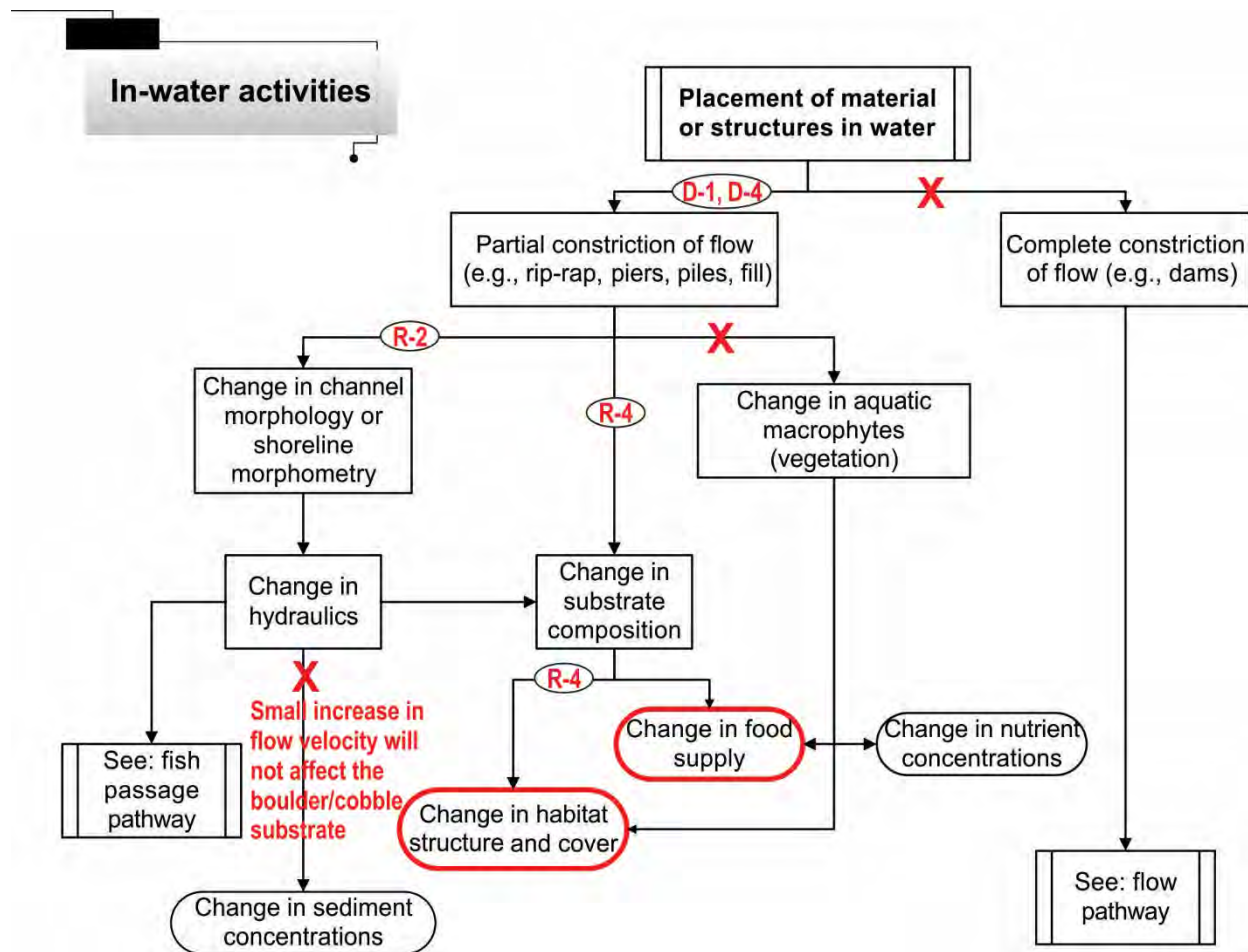 In-water activities
Placement of material
or structures in water
D-1, D-4
X
Partial constriction of flow
(e.g., rip-rap, piers, piles, fill)
Complete constriction
of flow (e.g., dams)
R-2
X
Change in channel
morphology or
shoreline
morphometry
R-4
Change in aquatic
macrophytes
(vegetation)
Change in
hydraulics
Change in
substrate
composition
X
R-4
Small increase in
flow velocity will
not affect the
boulder/cobble
substrate
See: fish
passage
pathway
Change in food
supply
Change in nutrient
concentrations
Change in habitat
structure and cover
See: flow
pathway
Change in sediment
concentrations